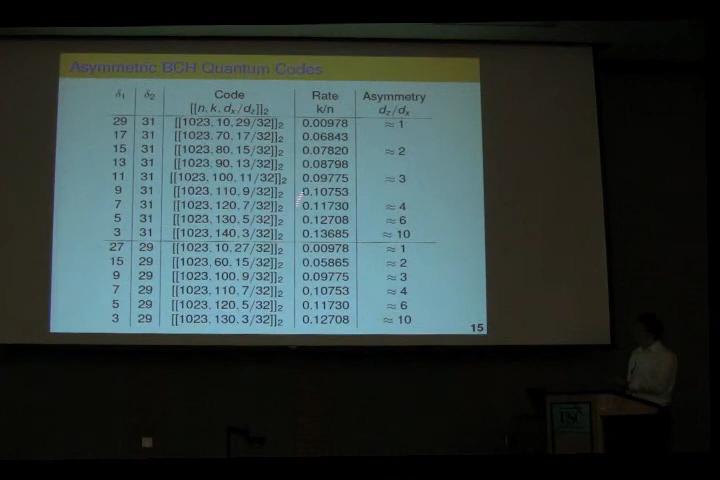 Asymmetric BCH Quantum Codes
δ1 δ2 Code Rate Asymmetry
[[n, k, dx/dz]]2 k/n dz/dx
29 31 [[1023, 10, 29/32]]2 0.00978 ≈ 1
17 31 [[1023, 70, 17/32]]2 0.06843
15 31 [[1023, 80, 15/32]]2 0.07820 ≈ 2
13 31 [[1023, 90, 13/32]]2 0.08798
11 31 [[1023, 100, 11/32]]2 0.09775 ≈ 3
9 31 [[1023, 110, 9/32]]2 0.10753
7 31 [[1023, 120, 7/32]]2 0.11730 ≈ 4
5 31 [[1023, 130, 5/32]]2 0.12708 ≈ 6
3 31 [[1023, 140, 3/32]]2 0.13685 ≈ 10
27 29 [[1023, 10, 27/32]]2 0.00978 ≈ 1
15 29 [[1023, 60, 15/32]]2 0.05865 ≈ 2
9 29 [[1023, 100, 9/32]]2 0.09775 ≈ 3
7 29 [[1023, 110, 7/32]]2 0.10753 ≈ 4
5 29 [[1023, 120, 5/32]]2 0.11730 ≈ 6
3 29 [[1023, 130, 3/32]]2 0.12708 ≈ 10
15
USC